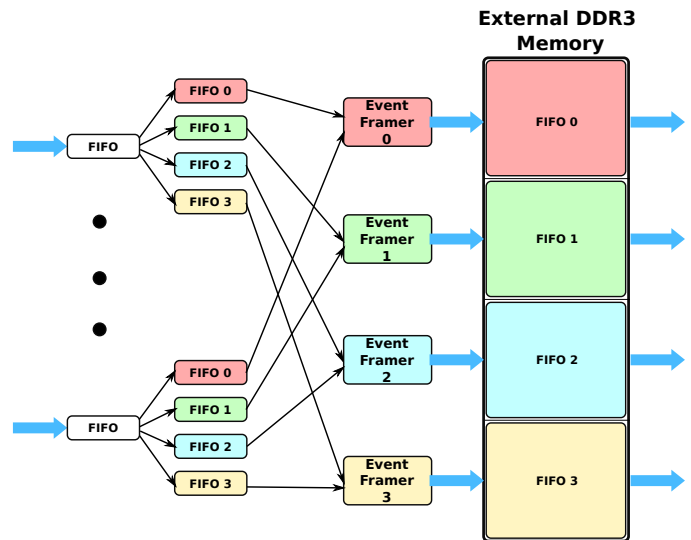 External DDR3
Memory
FIFO 0
FIFO 1
FIFO 2
FIFO 3
FIFO
FIFO 0
FIFO 1
FIFO 2
FIFO 3
FIFO
Event
Framer
0
Event
Framer
1
Event
Framer
2
Event
Framer
3
FIFO 0
FIFO 1
FIFO 2
FIFO 3